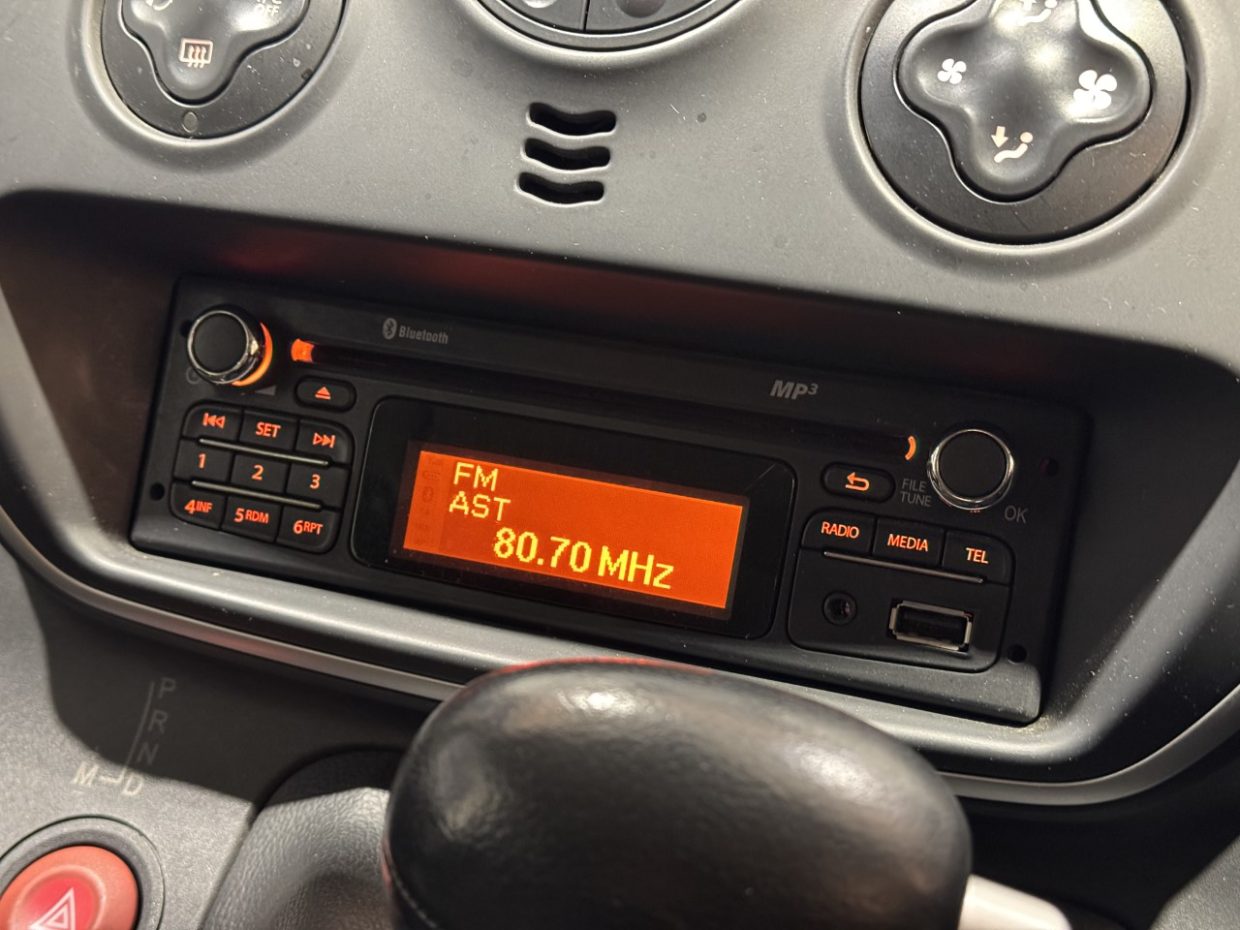 OFF
Bluetooth
MP3
SET
1 2 3
4INF 5RDM 6RPT
FM
AST
80.70 MHz
FILE
TUNE
OK
RADIO MEDIA TEL
P
R
N
M D